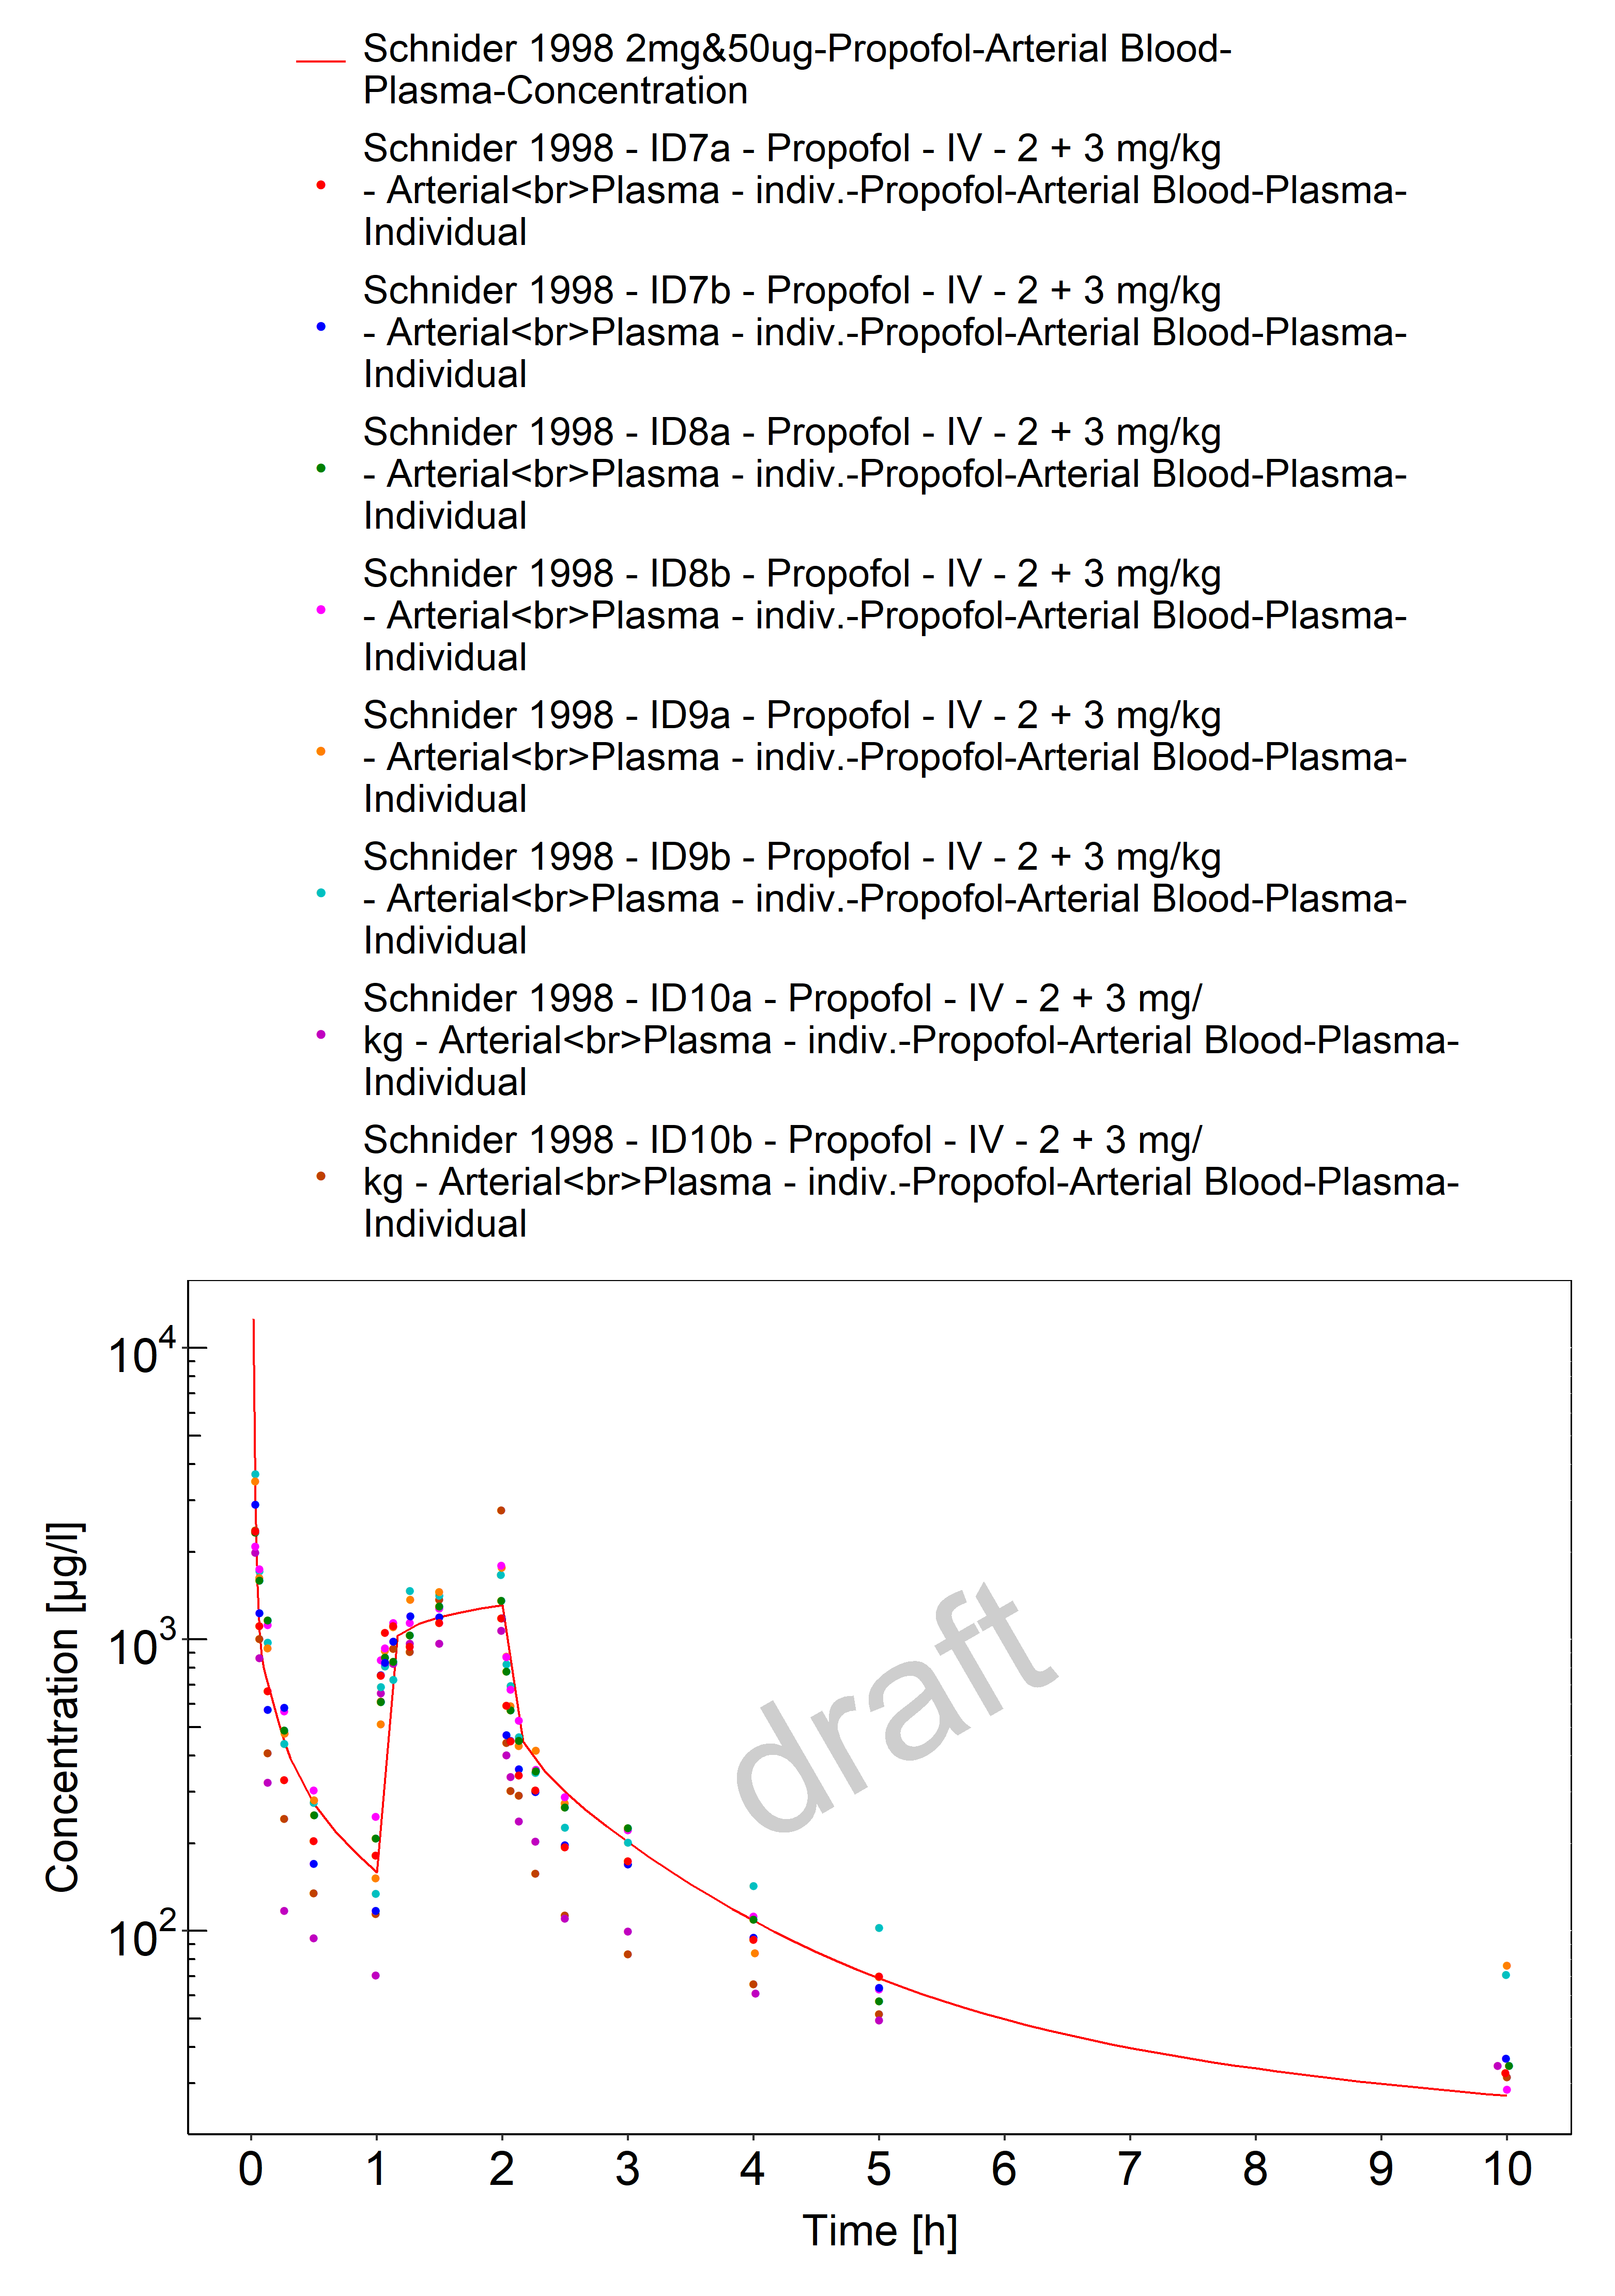 Schnider 1998 2mg&50ug-Propofol-Arterial Blood-
Plasma-Concentration
Schnider 1998 - ID7a - Propofol - IV - 2 + 3 mg/kg
- Arterial<br>Plasma - indiv.-Propofol-Arterial Blood-Plasma-
Individual
Schnider 1998 - ID7b - Propofol - IV - 2 + 3 mg/kg
- Arterial<br>Plasma - indiv.-Propofol-Arterial Blood-Plasma-
Individual
Schnider 1998 - ID8a - Propofol - IV - 2 + 3 mg/kg
- Arterial<br>Plasma - indiv.-Propofol-Arterial Blood-Plasma-
Individual
Schnider 1998 - ID8b - Propofol - IV - 2 + 3 mg/kg
- Arterial<br>Plasma - indiv.-Propofol-Arterial Blood-Plasma-
Individual
Schnider 1998 - ID9a - Propofol - IV - 2 + 3 mg/kg
- Arterial<br>Plasma - indiv.-Propofol-Arterial Blood-Plasma-
Individual
Schnider 1998 - ID9b - Propofol - IV - 2 + 3 mg/kg
- Arterial<br>Plasma - indiv.-Propofol-Arterial Blood-Plasma-
Individual
Schnider 1998 - ID10a - Propofol - IV - 2 + 3 mg/
kg - Arterial<br>Plasma - indiv.-Propofol-Arterial Blood-Plasma-
Individual
Schnider 1998 - ID10b - Propofol - IV - 2 + 3 mg/
kg - Arterial<br>Plasma - indiv.-Propofol-Arterial Blood-Plasma-
Individual
10⁴
10³
10²
Concentration [µg/l]
draft
0 1 2 3 4 5 6 7 8 9 10
Time [h]